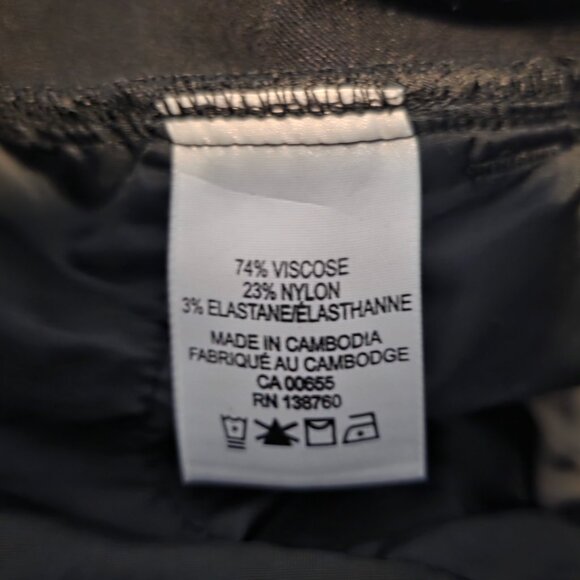 74% VISCOSE
23% NYLON
3% ELASTANE/ÉLASTHANNE
MADE IN CAMBODIA
FABRIQUÉ AU CAMBODGE
CA 00655
RN 138760